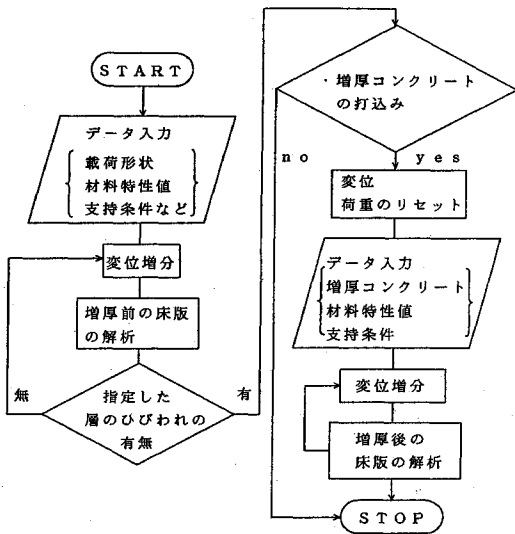 START
データ入力
載荷形状
材料特性値
支持条件など
変位増分
増厚前の床版
の解析
無
有
指定した
層のひびわれの
有無
・増厚コンクリート
の打込み
no
yes
変位
荷重のリセット
データ入力
増厚コンクリート
材料特性値
支持条件
変位増分
増厚後の
床版の解析
STOP